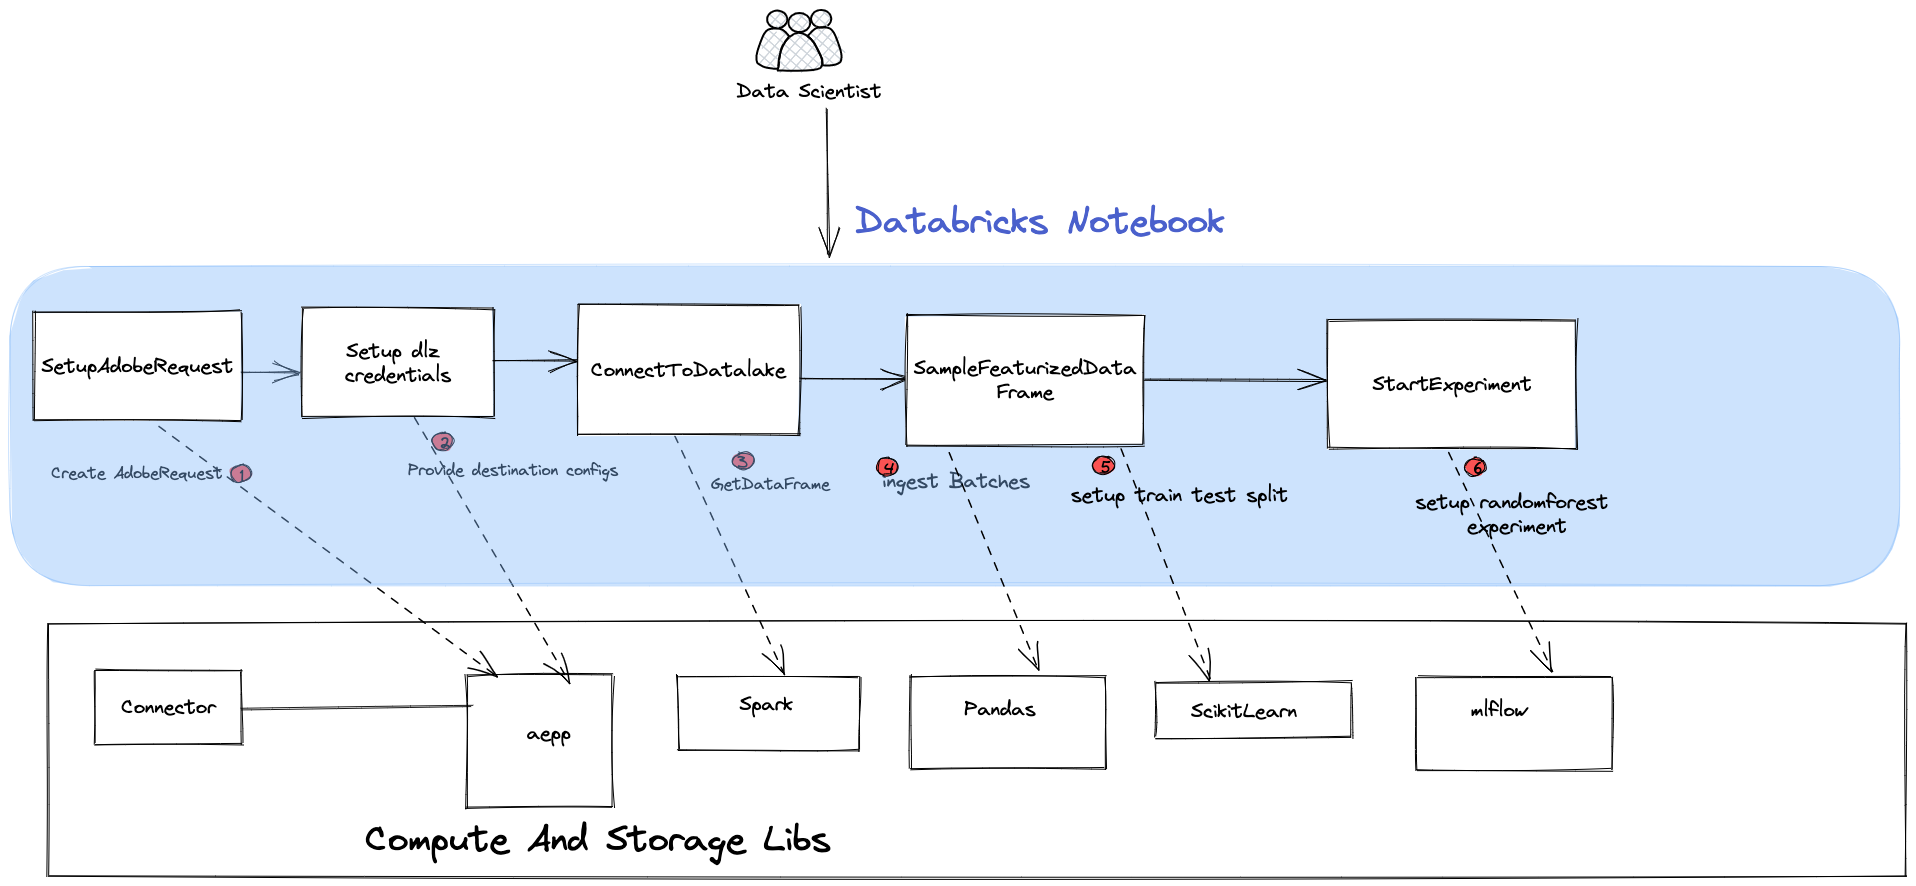 Data Scientist
Databricks Notebook
SetupAdobeRequest
Setup dlz
credentials
ConnectToDatalake
SampleFeaturizedData
Frame
StartExperiment
Create AdobeRequest
1
2
Provide destination configs
3
GetDataFrame
4
ingest Batches
5
setup train test split
6
setup randomforest
experiment
Connector
aepp
Spark
Pandas
ScikitLearn
mlflow
Compute And Storage Libs